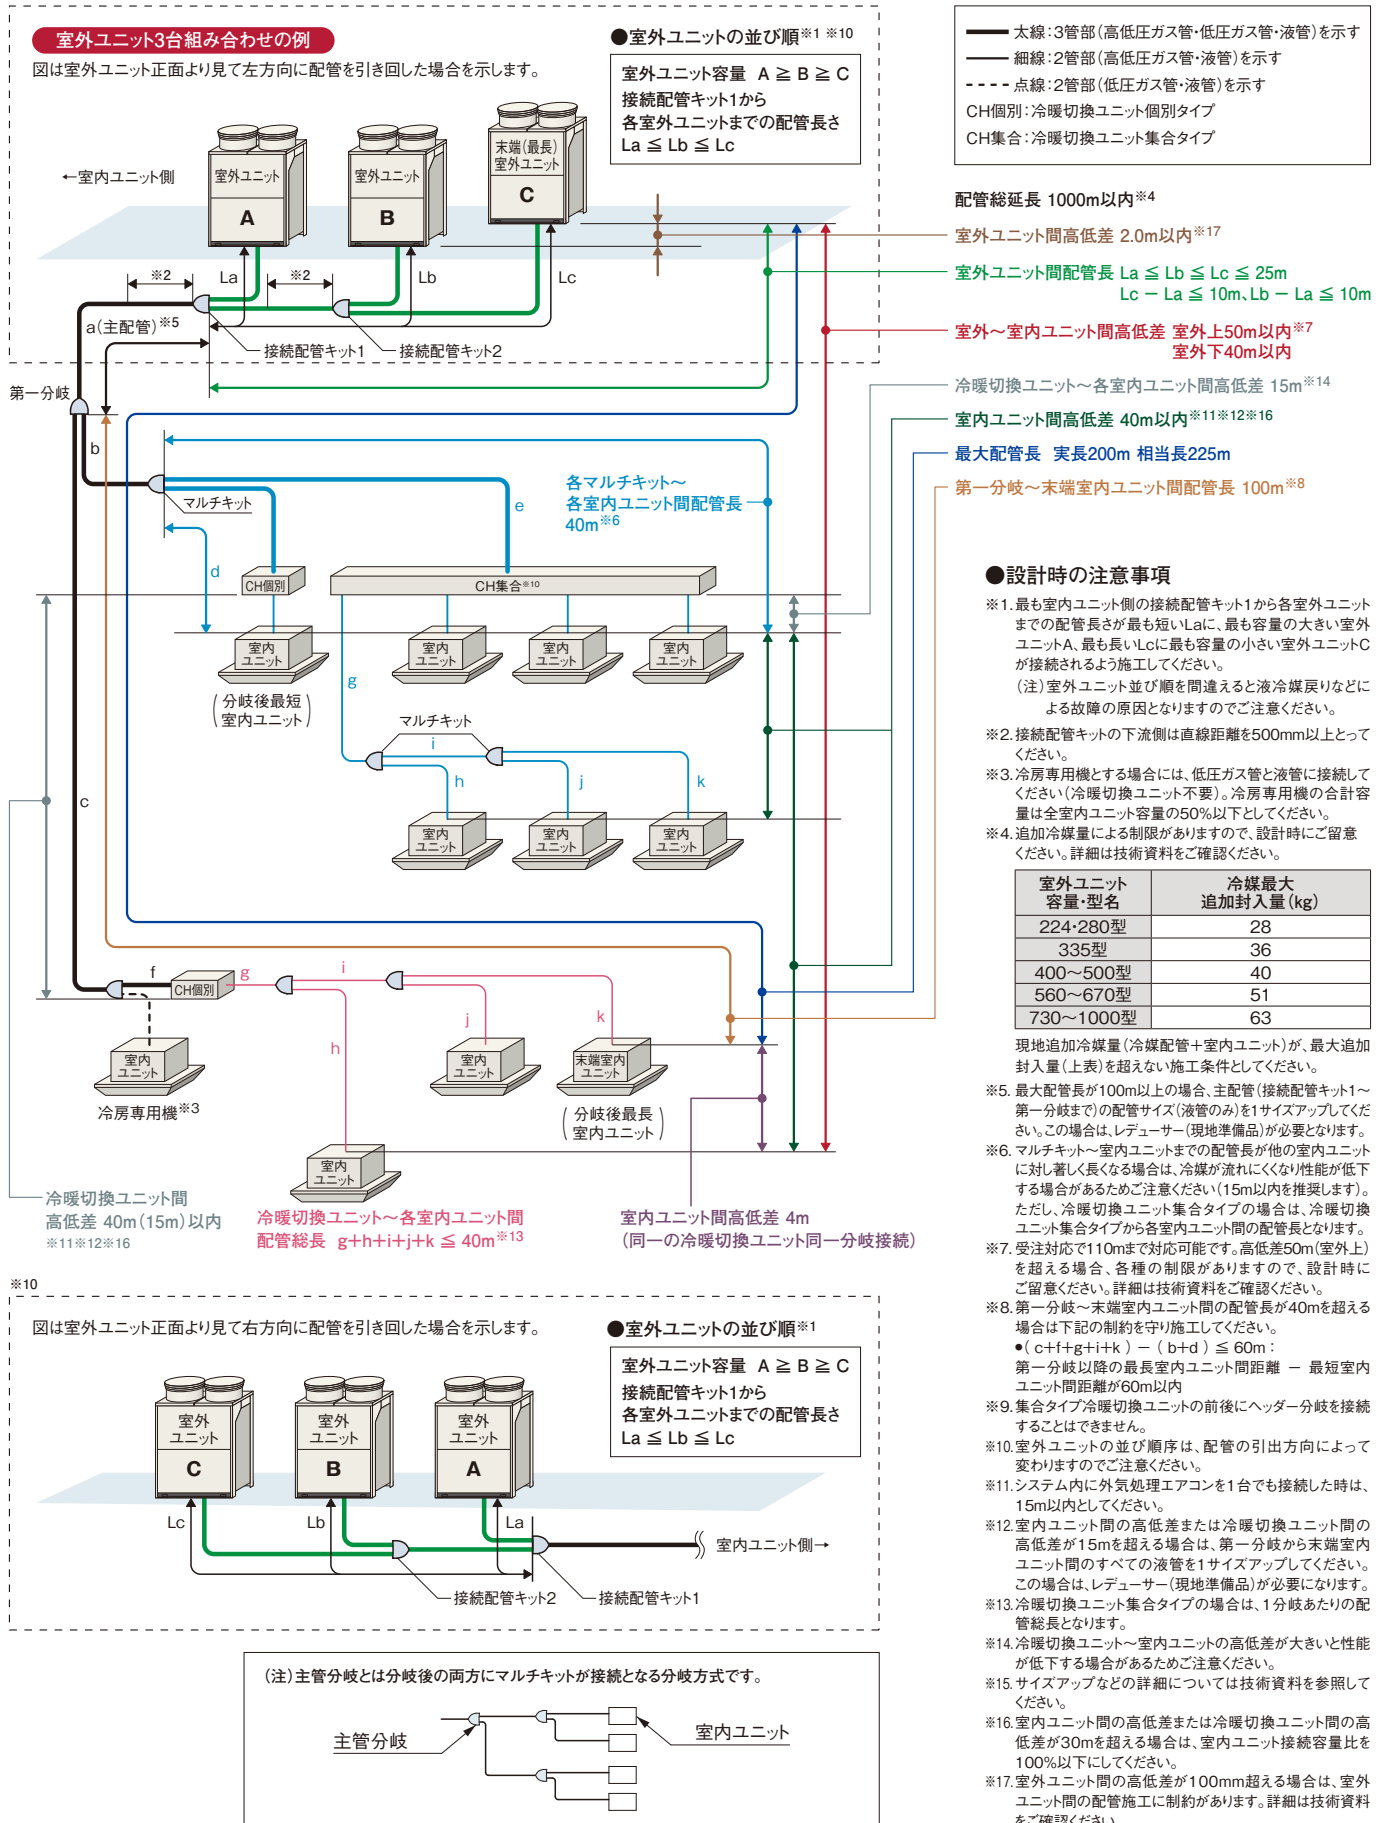 室外ユニット3台組み合わせの例
図は室外ユニット正面より見て左方向に配管を引き回した場合を示します。
●室外ユニットの並び順※1 ※10
室外ユニット容量 A ≧ B ≧ C
接続配管キット1から
各室外ユニットまでの配管長さ
La ≦ Lb ≦ Lc
←室内ユニット側
室外ユニット
A
室外ユニット
B
末端(最長)
室外ユニット
C
※2
La
※2
Lb
Lc
a(主配管)※5
接続配管キット1
接続配管キット2
太線:3管部(高低圧ガス管・低圧ガス管・液管)を示す
細線:2管部(高低圧ガス管・液管)を示す
点線:2管部(低圧ガス管・液管)を示す
CH個別:冷暖切換ユニット個別タイプ
CH集合:冷暖切換ユニット集合タイプ
配管総延長 1000m以内※4
室外ユニット間高低差 2.0m以内※17
室外ユニット間配管長 La ≦ Lb ≦ Lc ≦ 25m
Lc − La ≦ 10m、Lb − La ≦ 10m
室外〜室内ユニット間高低差 室外上50m以内※7
室外下40m以内
冷暖切換ユニット〜各室内ユニット間高低差 15m※14
室内ユニット間高低差 40m以内※11※12※16
最大配管長 実長200m 相当長225m
第一分岐〜末端室内ユニット間配管長 100m※8
第一分岐
b
マルチキット
d
e
各マルチキット〜
各室内ユニット間配管長
40m※6
CH個別
CH集合※10
室内
ユニット
室内
ユニット
室内
ユニット
室内
ユニット
(分岐後最短
室内ユニット)
g
マルチキット
i
h
j
k
c
室内
ユニット
室内
ユニット
室内
ユニット
f
CH個別
g
i
j
k
h
室内
ユニット
冷房専用機※3
室内
ユニット
末端室内
ユニット
(分岐後最長
室内ユニット)
室内
ユニット
冷暖切換ユニット間
高低差 40m(15m)以内
※11※12※16
冷暖切換ユニット〜各室内ユニット間
配管総長 g+h+i+j+k ≦ 40m※13
室内ユニット間高低差 4m
(同一の冷暖切換ユニット同一分岐接続)
●設計時の注意事項
※1.最も室内ユニット側の接続配管キット1から各室外ユニット
までの配管長さが最も短いLaに、最も容量の大きい室外
ユニットA、最も長いLcに最も容量の小さい室外ユニットC
が接続されるよう施工してください。
(注)室外ユニット並び順を間違えると液冷媒戻りなどに
よる故障の原因となりますのでご注意ください。
※2.接続配管キットの下流側は直線距離を500mm以上とって
ください。
※3.冷房専用機とする場合には、低圧ガス管と液管に接続して
ください(冷暖切換ユニット不要)。冷房専用機の合計容
量は全室内ユニット容量の50%以下としてください。
※4.追加冷媒量による制限がありますので、設計時にご留意
ください。詳細は技術資料をご確認ください。
室外ユニット
容量・型名
冷媒最大
追加封入量(kg)
224・280型 28
335型 36
400〜500型 40
560〜670型 51
730〜1000型 63
現地追加冷媒量(冷媒配管+室内ユニット)が、最大追加
封入量(上表)を超えない施工条件としてください。
※5. 最大配管長が100m以上の場合、主配管(接続配管キット1〜
第一分岐まで)の配管サイズ(液管のみ)を1サイズアップしてくだ
さい。この場合は、レデューサー(現地準備品)が必要となります。
※6. マルチキット〜室内ユニットまでの配管長が他の室内ユニット
に対し著しく長くなる場合は、冷媒が流れにくくなり性能が低下
する場合があるためご注意ください(15m以内を推奨します)。
ただし、冷暖切換ユニット集合タイプの場合は、冷暖切換
ユニット集合タイプから各室内ユニット間の配管長となります。
※7. 受注対応で110mまで対応可能です。高低差50m(室外上)
を超える場合、各種の制限がありますので、設計時に
ご留意ください。詳細は技術資料をご確認ください。
※8.第一分岐〜末端室内ユニット間の配管長が40mを超える
場合は下記の制約を守り施工してください。
●( c+f+g+i+k ) − ( b+d ) ≦ 60m:
第一分岐以降の最長室内ユニット間距離 − 最短室内
ユニット間距離が60m以内
※9.集合タイプ冷暖切換ユニットの前後にヘッダー分岐を接続
することはできません。
※10.室外ユニットの並び順序は、配管の引出方向によって
変わりますのでご注意ください。
※11.システム内に外気処理エアコンを1台でも接続した時は、
15m以内としてください。
※12.室内ユニット間の高低差または冷暖切換ユニット間の
高低差が15mを超える場合は、第一分岐から末端室内
ユニット間のすべての液管を1サイズアップしてください。
この場合は、レデューサー(現地準備品)が必要になります。
※13.冷暖切換ユニット集合タイプの場合は、1分岐あたりの配
管総長となります。
※14.冷暖切換ユニット〜室内ユニットの高低差が大きいと性能
が低下する場合があるためご注意ください。
※15.サイズアップなどの詳細については技術資料を参照して
ください。
※16.室内ユニット間の高低差または冷暖切換ユニット間の高
低差が30mを超える場合は、室内ユニット接続容量比を
100%以下にしてください。
※17.室外ユニット間の高低差が100mm超える場合は、室外
ユニット間の配管施工に制約があります。詳細は技術資料
をご確認ください。
※10
図は室外ユニット正面より見て右方向に配管を引き回した場合を示します。
●室外ユニットの並び順※1
室外ユニット容量 A ≧ B ≧ C
接続配管キット1から
各室外ユニットまでの配管長さ
La ≦ Lb ≦ Lc
室外
ユニット
C
室外
ユニット
B
室外
ユニット
A
Lc
Lb
La
室内ユニット側→
接続配管キット2
接続配管キット1
(注)主管分岐とは分岐後の両方にマルチキットが接続となる分岐方式です。
主管分岐
室内ユニット